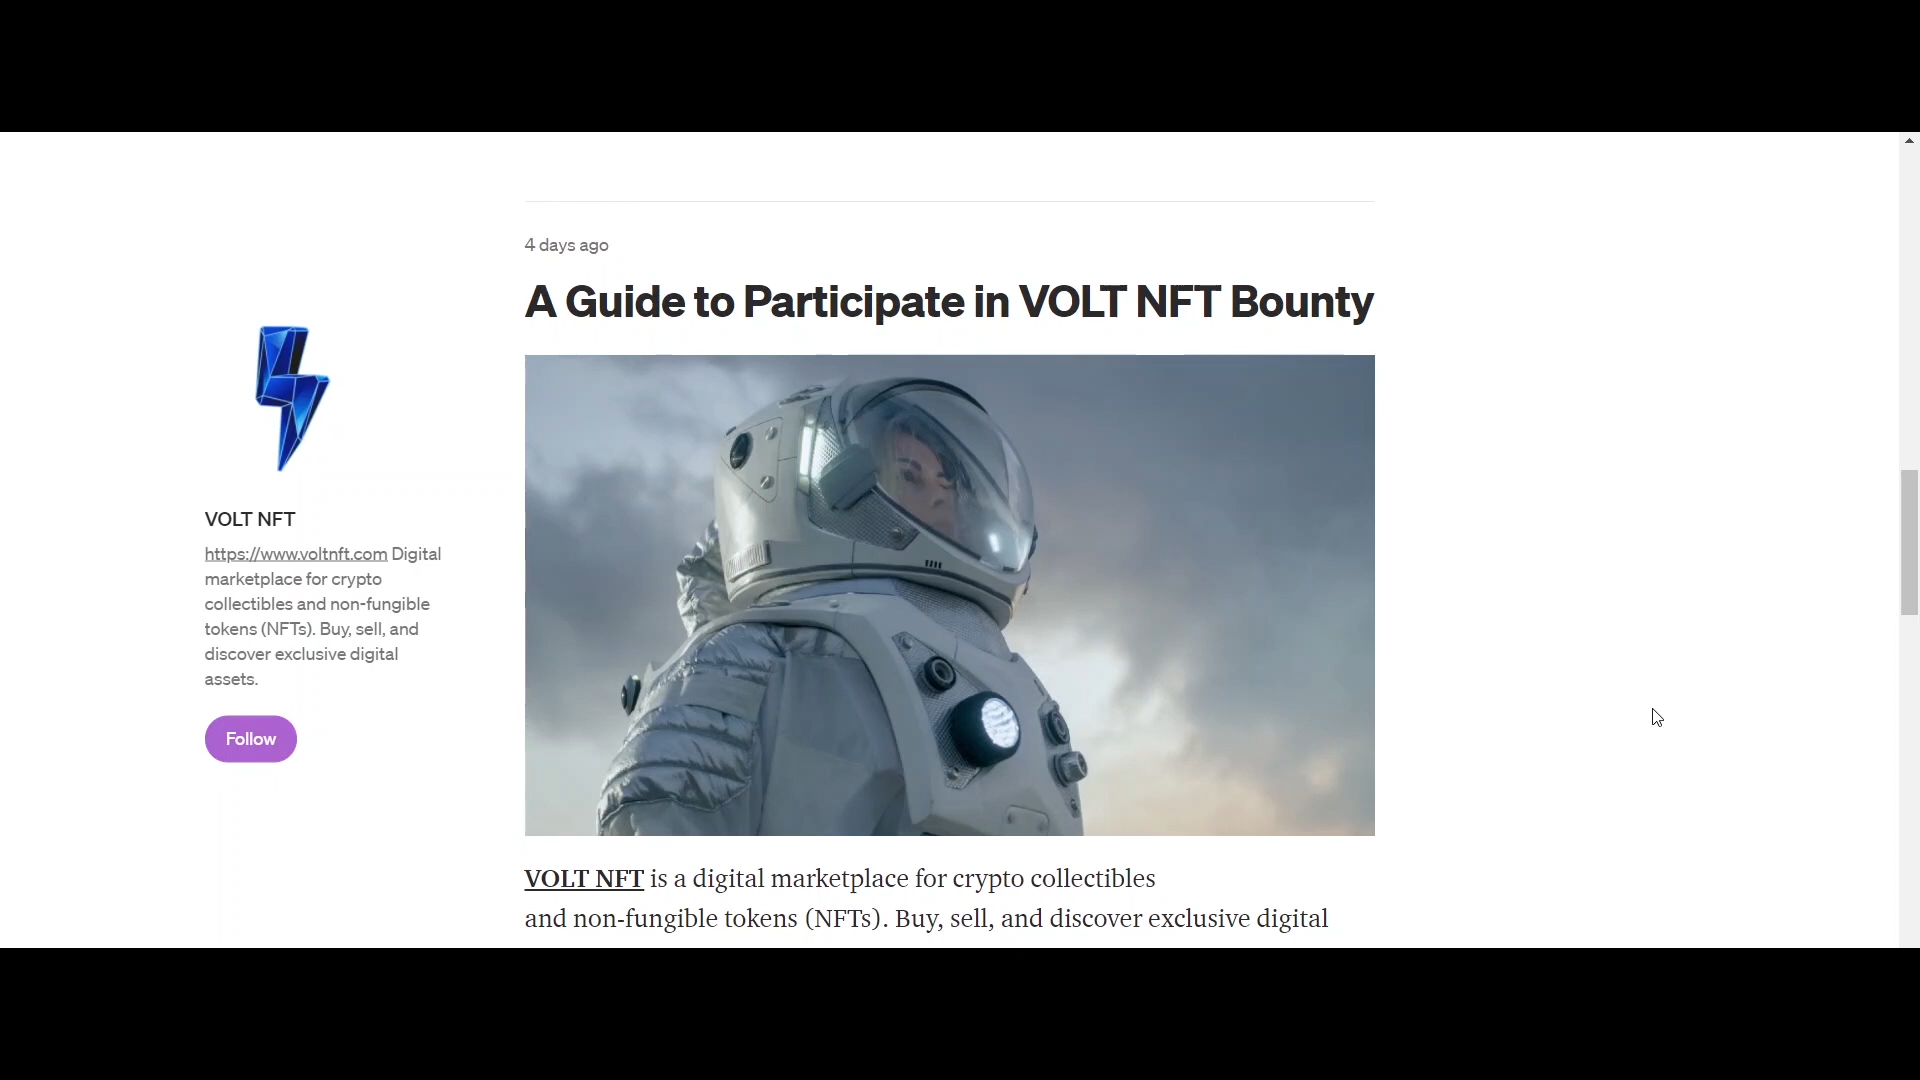 4 days ago
A Guide to Participate in VOLT NFT Bounty
VOLT NFT
https://www.voltnft.com Digital
marketplace for crypto
collectibles and non-fungible
tokens (NFTs). Buy, sell, and
discover exclusive digital
assets.
Follow
VOLT NFT is a digital marketplace for crypto collectibles
and non-fungible tokens (NFTs). Buy, sell, and discover exclusive digital